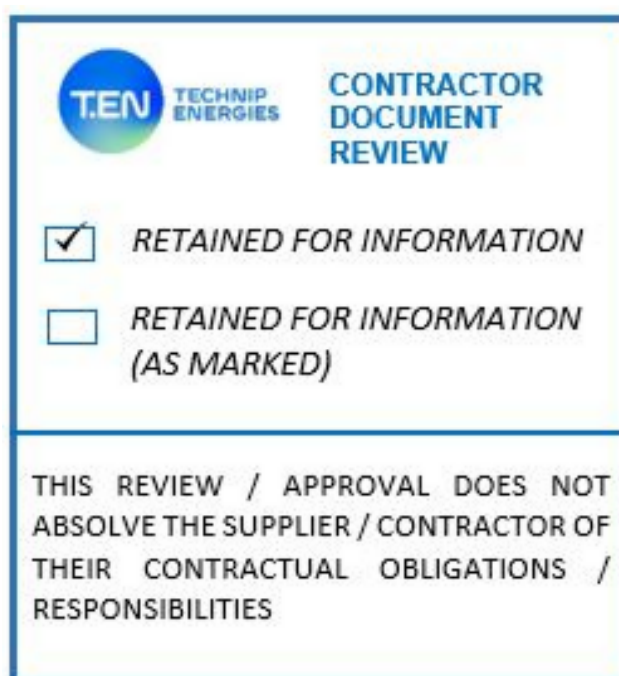 T.EN TECHNIP
ENERGIES
CONTRACTOR
DOCUMENT
REVIEW
RETAINED FOR INFORMATION
RETAINED FOR INFORMATION
(AS MARKED)
THIS REVIEW / APPROVAL DOES NOT
ABSOLVE THE SUPPLIER / CONTRACTOR OF
THEIR CONTRACTUAL OBLIGATIONS /
RESPONSIBILITIES